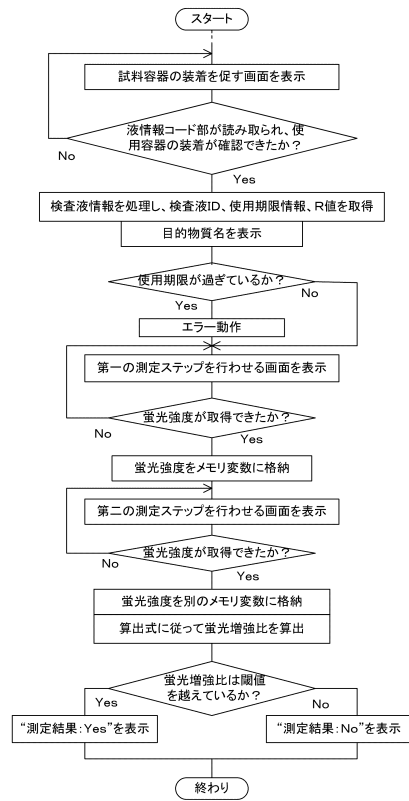 スタート
試料容器の装着を促す画面を表示
液情報コード部が読み取られ、使
用容器の装着が確認できたか？
No
Yes
検査液情報を処理し、検査液ID、使用期限情報、R値を取得
目的物質名を表示
使用期限が過ぎているか？
No
Yes
エラー動作
第一の測定ステップを行わせる画面を表示
蛍光強度が取得できたか？
No
Yes
蛍光強度をメモリ変数に格納
第二の測定ステップを行わせる画面を表示
蛍光強度が取得できたか？
No
Yes
蛍光強度を別のメモリ変数に格納
算出式に従って蛍光増強比を算出
蛍光増強比は閾値
を越えているか？
Yes
No
“測定結果：Yes”を表示
“測定結果：No”を表示
終わり